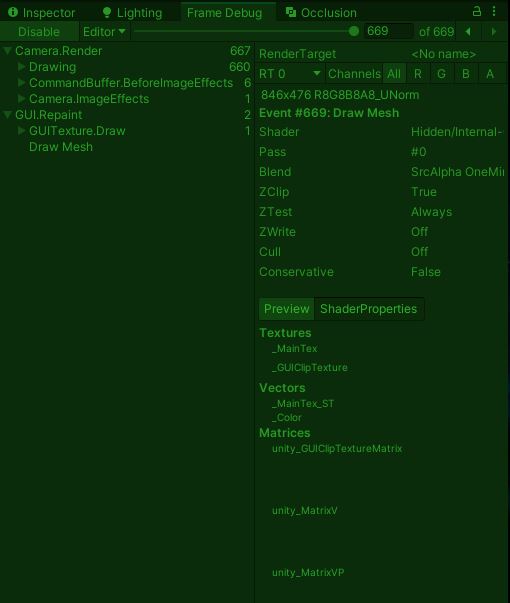 Inspector Lighting Frame Debug Occlusion
Disable Editor 669 of 669
Camera.Render 667
Drawing 660
CommandBuffer.BeforeImageEffects 6
Camera.ImageEffects 1
GUI.Repaint 2
GUITexture.Draw 1
Draw Mesh
RenderTarget <No name>
RT 0 Channels All R G B A
846x476 R8G8B8A8_UNorm
Event #669: Draw Mesh
Shader Hidden/Internal-
Pass #0
Blend SrcAlpha OneMin
ZClip True
ZTest Always
ZWrite Off
Cull Off
Conservative False
Preview ShaderProperties
Textures
_MainTex
_GUIClipTexture
Vectors
_MainTex_ST
_Color
Matrices
unity_GUIClipTextureMatrix
unity_MatrixV
unity_MatrixVP